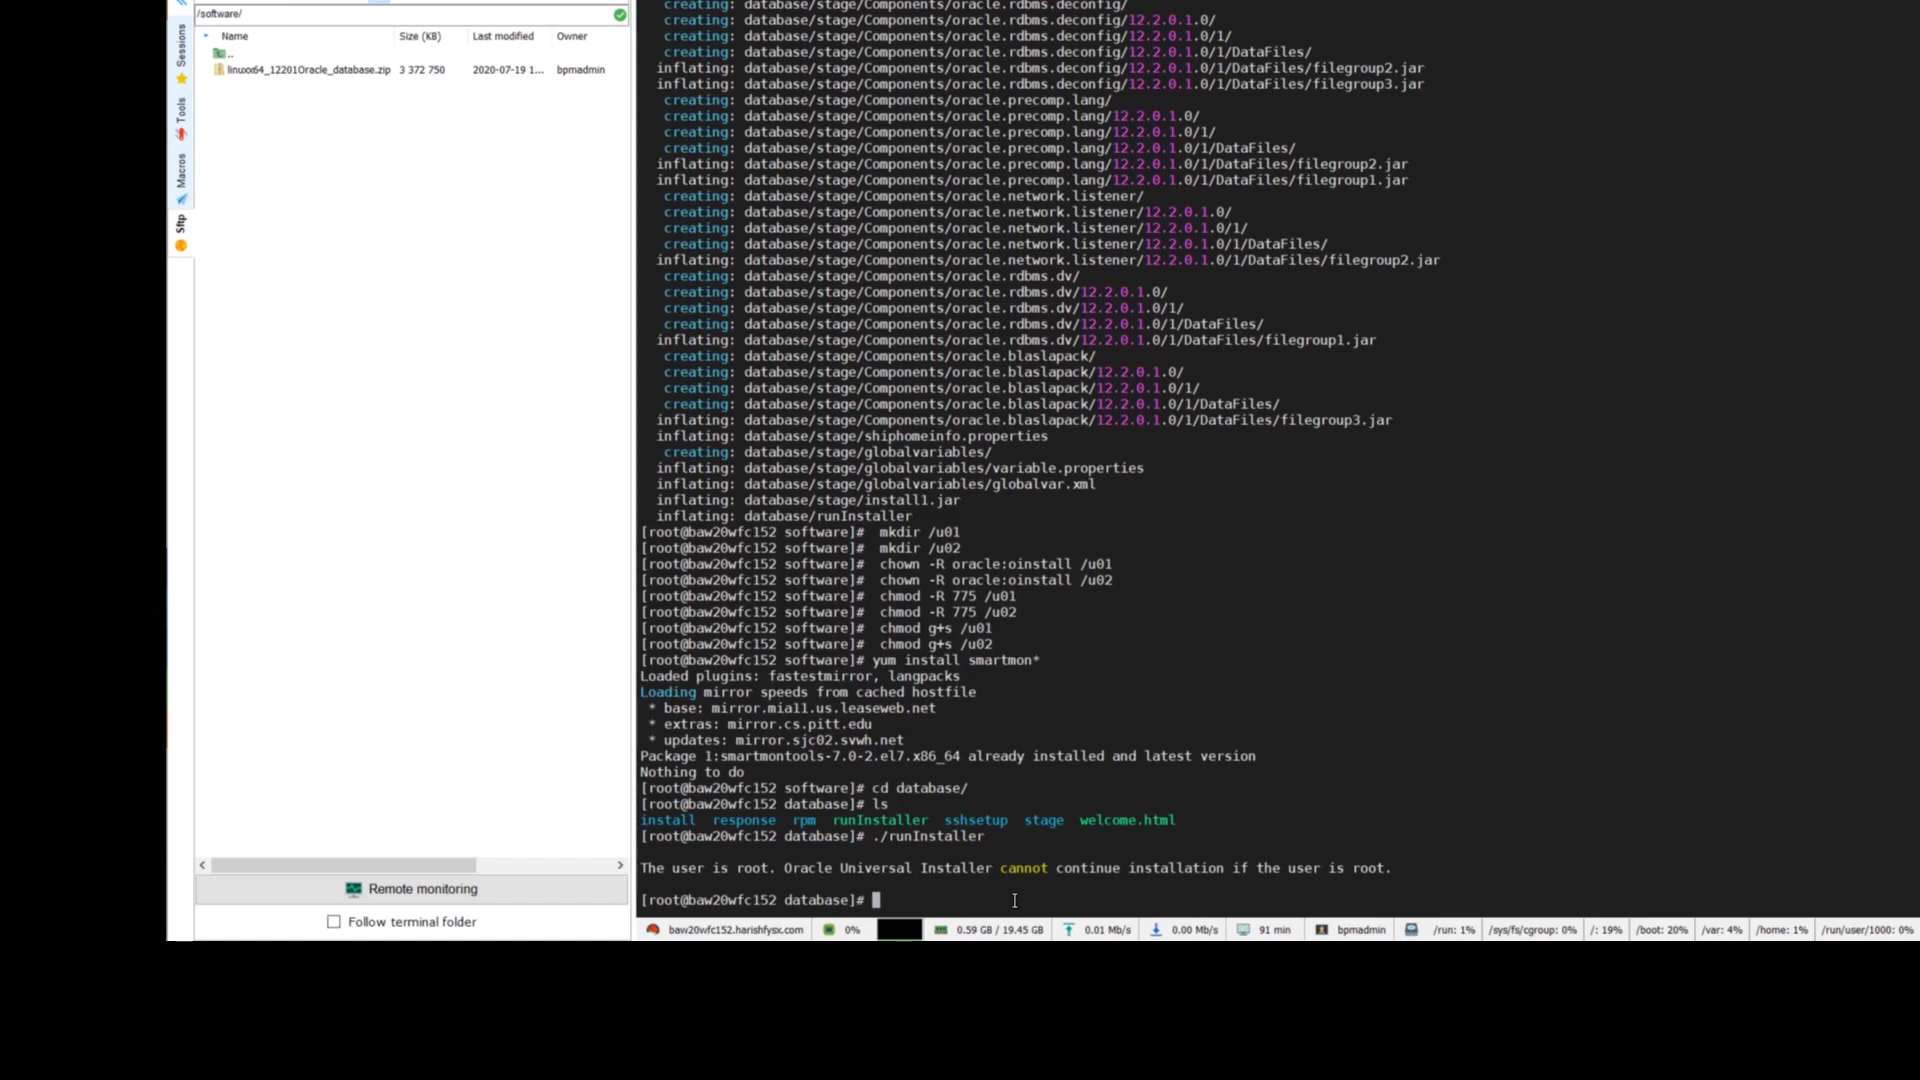 /software/
Name Size (KB) Last modified Owner
..
linuxx64_12201Oracle_database.zip 3 372 750 2020-07-19 1... bpmadmin
Sessions
Tools
Macros
Sftp
Remote monitoring
Follow terminal folder
creating: database/stage/Components/oracle.rdbms.deconfig/
creating: database/stage/Components/oracle.rdbms.deconfig/12.2.0.1.0/
creating: database/stage/Components/oracle.rdbms.deconfig/12.2.0.1.0/1/
creating: database/stage/Components/oracle.rdbms.deconfig/12.2.0.1.0/1/DataFiles/
inflating: database/stage/Components/oracle.rdbms.deconfig/12.2.0.1.0/1/DataFiles/filegroup2.jar
inflating: database/stage/Components/oracle.rdbms.deconfig/12.2.0.1.0/1/DataFiles/filegroup3.jar
creating: database/stage/Components/oracle.precomp.lang/
creating: database/stage/Components/oracle.precomp.lang/12.2.0.1.0/
creating: database/stage/Components/oracle.precomp.lang/12.2.0.1.0/1/
creating: database/stage/Components/oracle.precomp.lang/12.2.0.1.0/1/DataFiles/
inflating: database/stage/Components/oracle.precomp.lang/12.2.0.1.0/1/DataFiles/filegroup2.jar
inflating: database/stage/Components/oracle.precomp.lang/12.2.0.1.0/1/DataFiles/filegroup1.jar
creating: database/stage/Components/oracle.network.listener/
creating: database/stage/Components/oracle.network.listener/12.2.0.1.0/
creating: database/stage/Components/oracle.network.listener/12.2.0.1.0/1/
creating: database/stage/Components/oracle.network.listener/12.2.0.1.0/1/DataFiles/
inflating: database/stage/Components/oracle.network.listener/12.2.0.1.0/1/DataFiles/filegroup2.jar
creating: database/stage/Components/oracle.rdbms.dv/
creating: database/stage/Components/oracle.rdbms.dv/12.2.0.1.0/
creating: database/stage/Components/oracle.rdbms.dv/12.2.0.1.0/1/
creating: database/stage/Components/oracle.rdbms.dv/12.2.0.1.0/1/DataFiles/
inflating: database/stage/Components/oracle.rdbms.dv/12.2.0.1.0/1/DataFiles/filegroup1.jar
creating: database/stage/Components/oracle.blaslapack/
creating: database/stage/Components/oracle.blaslapack/12.2.0.1.0/
creating: database/stage/Components/oracle.blaslapack/12.2.0.1.0/1/
creating: database/stage/Components/oracle.blaslapack/12.2.0.1.0/1/DataFiles/
inflating: database/stage/Components/oracle.blaslapack/12.2.0.1.0/1/DataFiles/filegroup3.jar
inflating: database/stage/shiphomeinfo.properties
creating: database/stage/globalvariables/
inflating: database/stage/globalvariables/variable.properties
inflating: database/stage/globalvariables/globalvar.xml
inflating: database/stage/install1.jar
inflating: database/runInstaller
[root@baw20wfc152 software]#  mkdir /u01
[root@baw20wfc152 software]#  mkdir /u02
[root@baw20wfc152 software]#  chown -R oracle:oinstall /u01
[root@baw20wfc152 software]#  chown -R oracle:oinstall /u02
[root@baw20wfc152 software]#  chmod -R 775 /u01
[root@baw20wfc152 software]#  chmod -R 775 /u02
[root@baw20wfc152 software]#  chmod g+s /u01
[root@baw20wfc152 software]#  chmod g+s /u02
[root@baw20wfc152 software]# yum install smartmon*
Loaded plugins: fastestmirror, langpacks
Loading mirror speeds from cached hostfile
* base: mirror.mia11.us.leaseweb.net
* extras: mirror.cs.pitt.edu
* updates: mirror.sjc02.svwh.net
Package 1:smartmontools-7.0-2.el7.x86_64 already installed and latest version
Nothing to do
[root@baw20wfc152 software]# cd database/
[root@baw20wfc152 database]# ls
install response rpm runInstaller sshsetup stage welcome.html
[root@baw20wfc152 database]# ./runInstaller
The user is root. Oracle Universal Installer cannot continue installation if the user is root.
[root@baw20wfc152 database]#
baw20wfc152.harishfysx.com 0% 0.59 GB / 19.45 GB 0.01 Mb/s 0.00 Mb/s 91 min bpmadmin /run: 1% /sys/fs/cgroup: 0% /: 19% /boot: 20% /var: 4% /home: 1% /run/user/1000: 0%